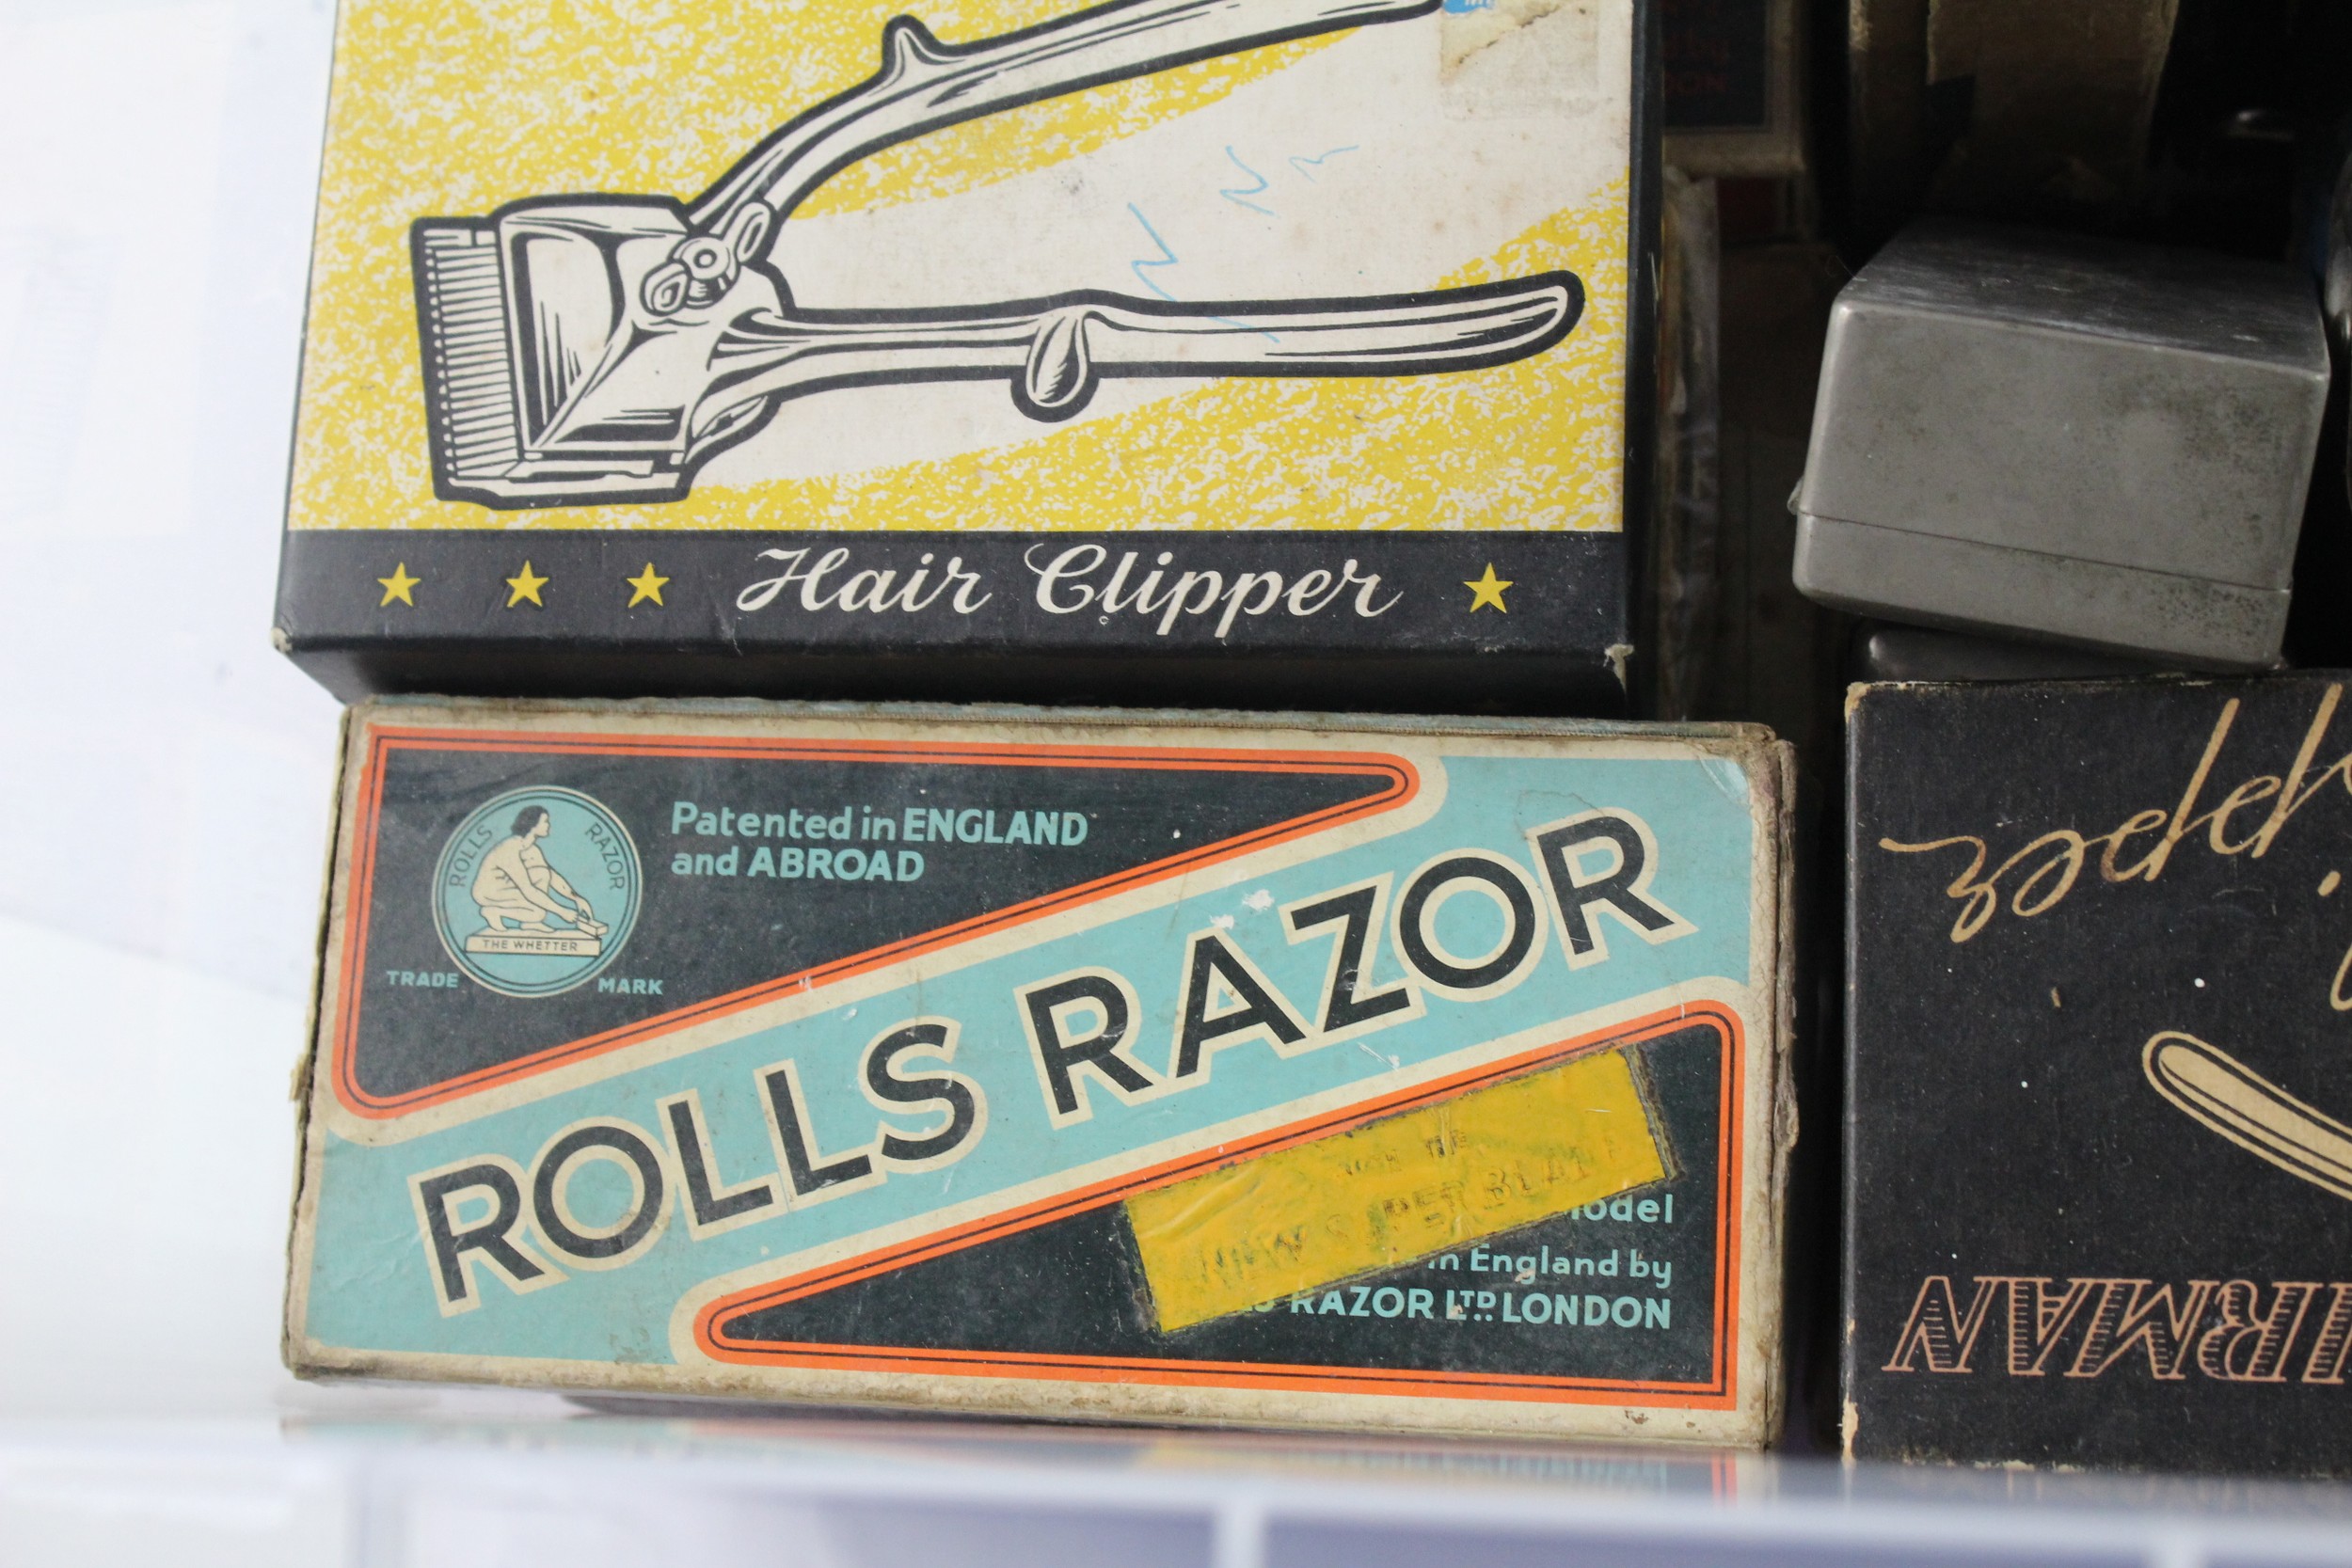 Hair Clipper
ROLLS RAZOR
THE WHETTER
TRADE MARK
Patented in ENGLAND
and ABROAD
ROLLS RAZOR
NEW
in England by
RAZOR LTD. LONDON